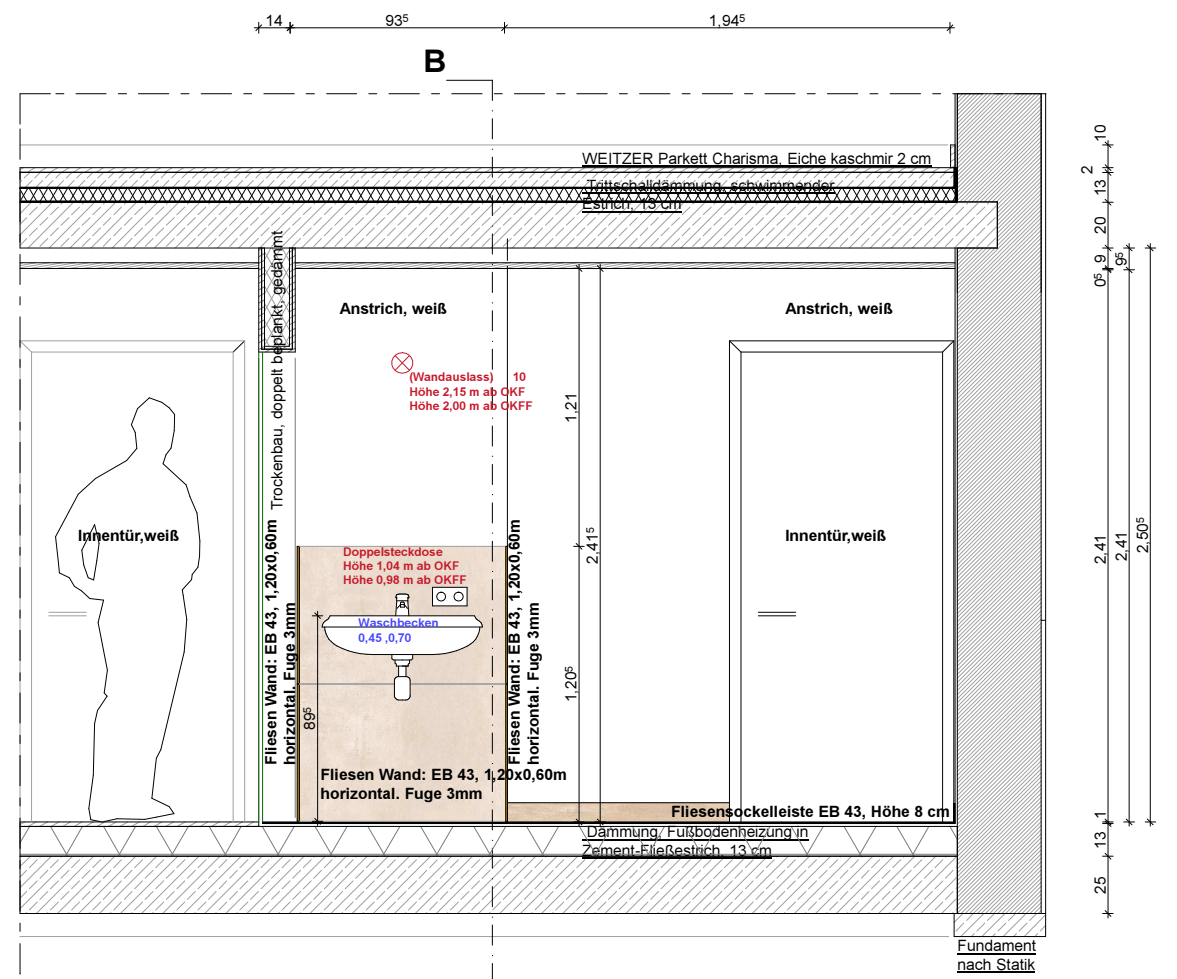 14
93⁵
1,94⁵
B
10
WEITZER Parkett Charisma, Eiche kaschmir 2 cm
2
Trittschalldämmung, schwimmender
Estrich, 13 cm
13
20
9
9⁵
0⁵
Trockenbau, doppelt beplankt, gedämmt
Anstrich, weiß
Anstrich, weiß
(Wandauslass) 10
Höhe 2,15 m ab OKF
Höhe 2,00 m ab OKFF
1,21
2,41⁵
2,41
2,41
2,50⁵
Innentür,weiß
Innentür,weiß
Doppelsteckdose
Höhe 1,04 m ab OKF
Höhe 0,98 m ab OKFF
Waschbecken
0,45 ,0,70
Fliesen Wand: EB 43, 1,20x0,60m
horizontal. Fuge 3mm
Fliesen Wand: EB 43, 1,20x0,60m
horizontal. Fuge 3mm
89⁵
1,20⁵
Fliesen Wand: EB 43, 1,20x0,60m
horizontal. Fuge 3mm
Fliesensockelleiste EB 43, Höhe 8 cm
1
Dämmung, Fußbodenheizung in
Zement-Fließestrich, 13 cm
13
25
Fundament
nach Statik